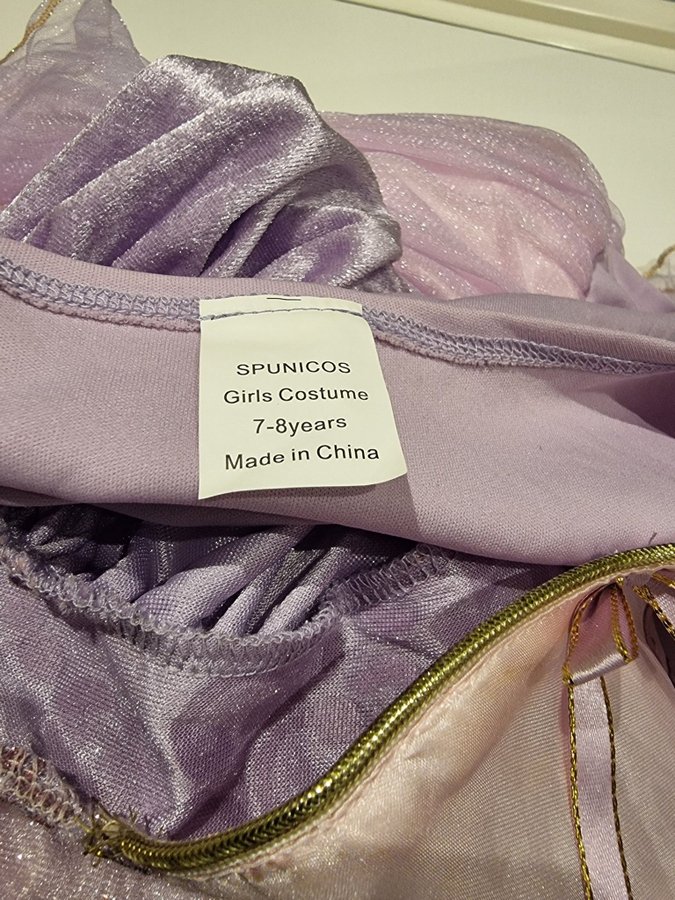 SPUNICOS
Girls Costume
7-8years
Made in China